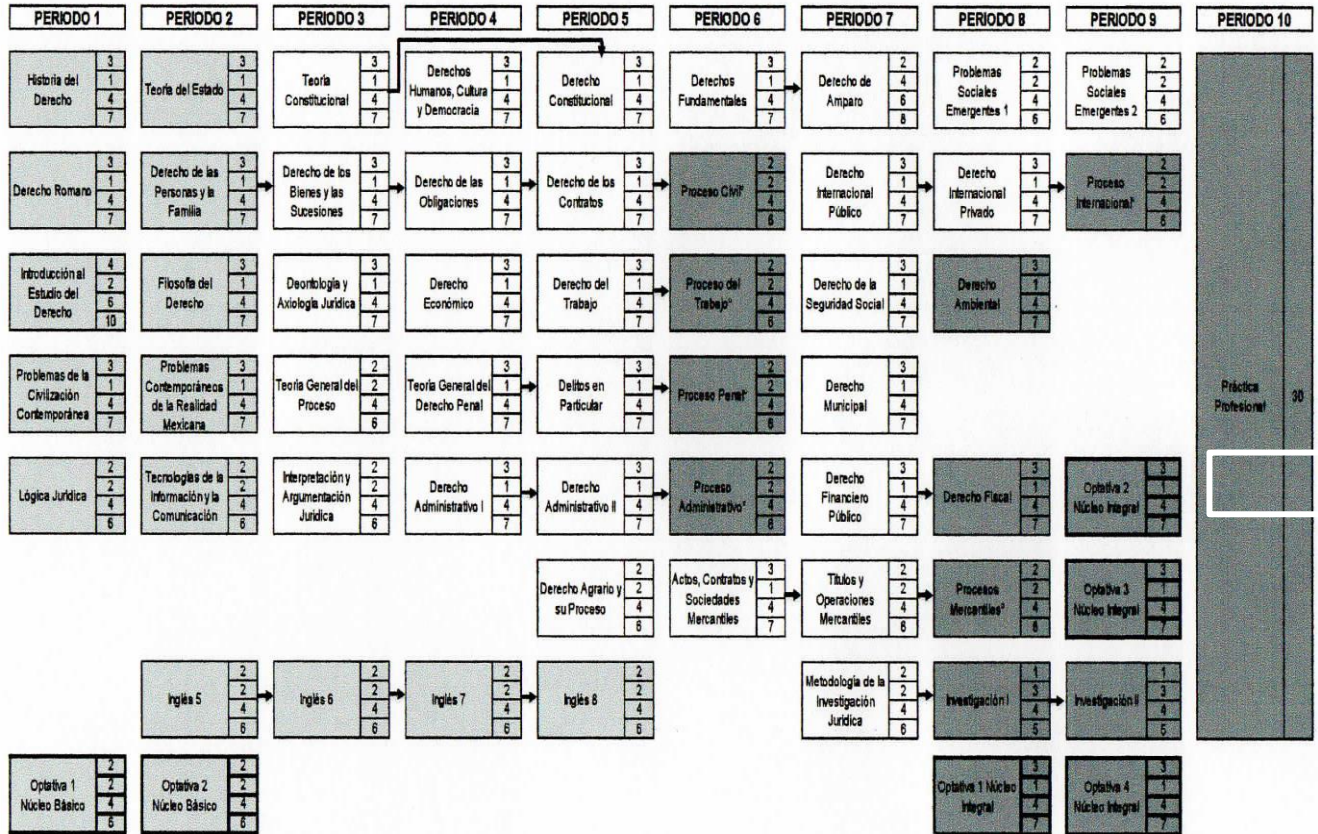 PERIODO 1
PERIODO 2
PERIODO 3
PERIODO 4
PERIODO 5
PERIODO 6
PERIODO 7
PERIODO 8
PERIODO 9
PERIODO 10
Historia del
Derecho
3
1
4
7
Teoría del Estado
3
1
4
7
Teoría
Constitucional
3
1
4
7
Derechos
Humanos, Cultura
y Democracia
3
1
4
7
Derecho
Constitucional
3
1
4
7
Derechos
Fundamentales
3
1
4
7
Derecho de
Amparo
2
4
6
8
Problemas
Sociales
Emergentes 1
2
2
4
6
Problemas
Sociales
Emergentes 2
2
2
4
6
Derecho Romano
3
1
4
7
Derecho de las
Personas y la
Familia
3
1
4
7
Derecho de los
Bienes y las
Sucesiones
3
1
4
7
Derecho de las
Obligaciones
3
1
4
7
Derecho de los
Contratos
3
1
4
7
Proceso Civil*
2
2
4
6
Derecho
Internacional
Público
3
1
4
7
Derecho
Internacional
Privado
3
1
4
7
Proceso
Internacional*
2
2
4
6
Introducción al
Estudio del
Derecho
4
2
6
10
Filosofía del
Derecho
3
1
4
7
Deontología y
Axiología Jurídica
3
1
4
7
Derecho
Económico
3
1
4
7
Derecho del
Trabajo
3
1
4
7
Proceso del
Trabajo*
2
2
4
6
Derecho de la
Seguridad Social
3
1
4
7
Derecho
Ambiental
3
1
4
7
Problemas de la
Civilización
Contemporánea
3
1
4
7
Problemas
Contemporáneos
de la Realidad
Mexicana
3
1
4
7
Teoría General del
Proceso
2
2
4
6
Teoría General del
Derecho Penal
3
1
4
7
Delitos en
Particular
3
1
4
7
Proceso Penal*
2
2
4
6
Derecho
Municipal
3
1
4
7
Práctica
Profesional
30
Lógica Jurídica
2
2
4
6
Tecnologías de la
Información y la
Comunicación
2
2
4
6
Interpretación y
Argumentación
Jurídica
2
2
4
6
Derecho
Administrativo I
3
1
4
7
Derecho
Administrativo II
3
1
4
7
Proceso
Administrativo*
2
2
4
6
Derecho
Financiero
Público
3
1
4
7
Derecho Fiscal
3
1
4
7
Optativa 2
Núcleo Integral
3
1
4
7
Derecho Agrario y
su Proceso
2
2
4
6
Actos, Contratos y
Sociedades
Mercantiles
3
1
4
7
Títulos y
Operaciones
Mercantiles
2
2
4
6
Procesos
Mercantiles*
2
2
4
6
Optativa 3
Núcleo Integral
3
1
4
7
Inglés 5
2
2
4
6
Inglés 6
2
2
4
6
Inglés 7
2
2
4
6
Inglés 8
2
2
4
6
Metodología de la
Investigación
Jurídica
2
2
4
6
Investigación I
1
3
4
5
Investigación II
1
3
4
5
Optativa 1
Núcleo Básico
2
2
4
6
Optativa 2
Núcleo Básico
2
2
4
6
Optativa 1 Núcleo
Integral
3
1
4
7
Optativa 4
Núcleo Integral
3
1
4
7